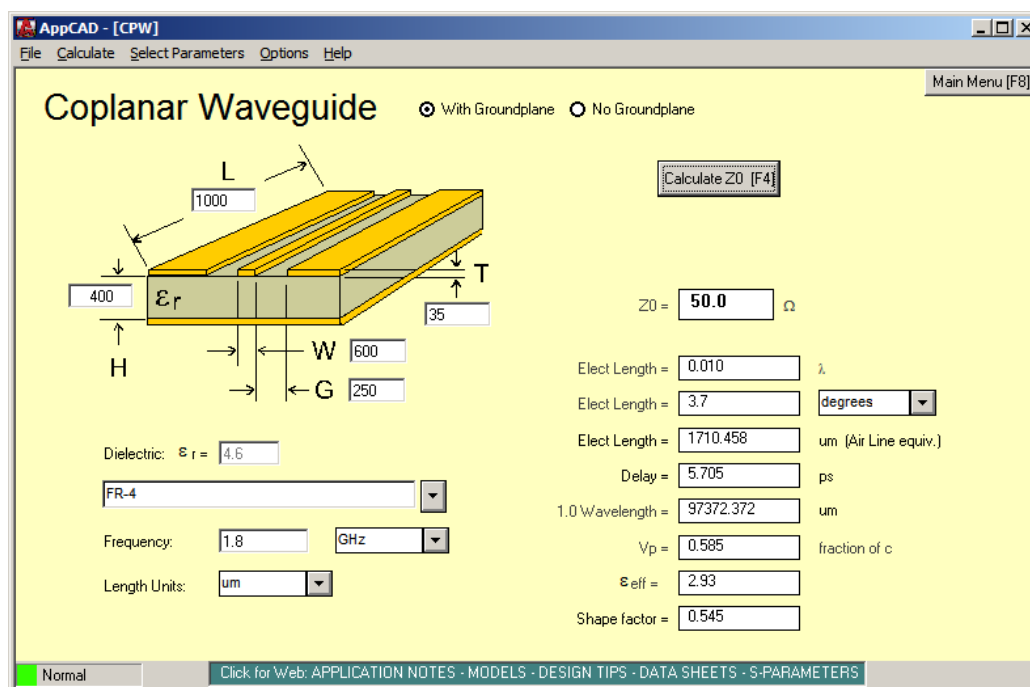 AppCAD - [CPW]
File Calculate Select Parameters Options Help
Main Menu [F8]
Coplanar Waveguide
With Groundplane
No Groundplane
Calculate Z0 [F4]
L
1000
400
εr
T
35
H
W
600
G
250
Z0 =
50.0
Ω
Elect Length =
0.010
λ
Elect Length =
3.7
degrees
Elect Length =
1710.458
um (Air Line equiv.)
Delay =
5.705
ps
1.0 Wavelength =
97372.372
um
Vp =
0.585
fraction of c
εeff =
2.93
Shape factor =
0.545
Dielectric: εr =
4.6
FR-4
Frequency:
1.8
GHz
Length Units:
um
Normal
Click for Web: APPLICATION NOTES - MODELS - DESIGN TIPS - DATA SHEETS - S-PARAMETERS